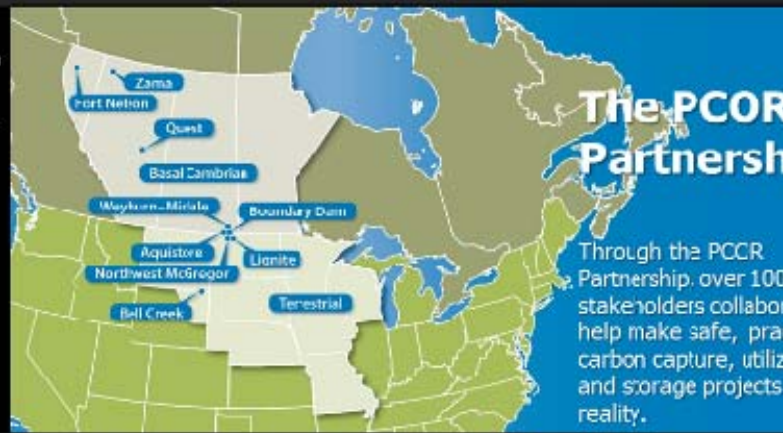 Zama
Fort Nelson
Quest
Basal Cambrian
Weyburn–Midale
Boundary Dam
Aquistore
Lignite
Northwest McGregor
Bell Creek
Terrestrial
The PCOR
Partnersh
Through the PCOR
Partnership, over 100
stakeholders collabo
help make safe, pra
carbon capture, utiliz
and storage projects
reality.